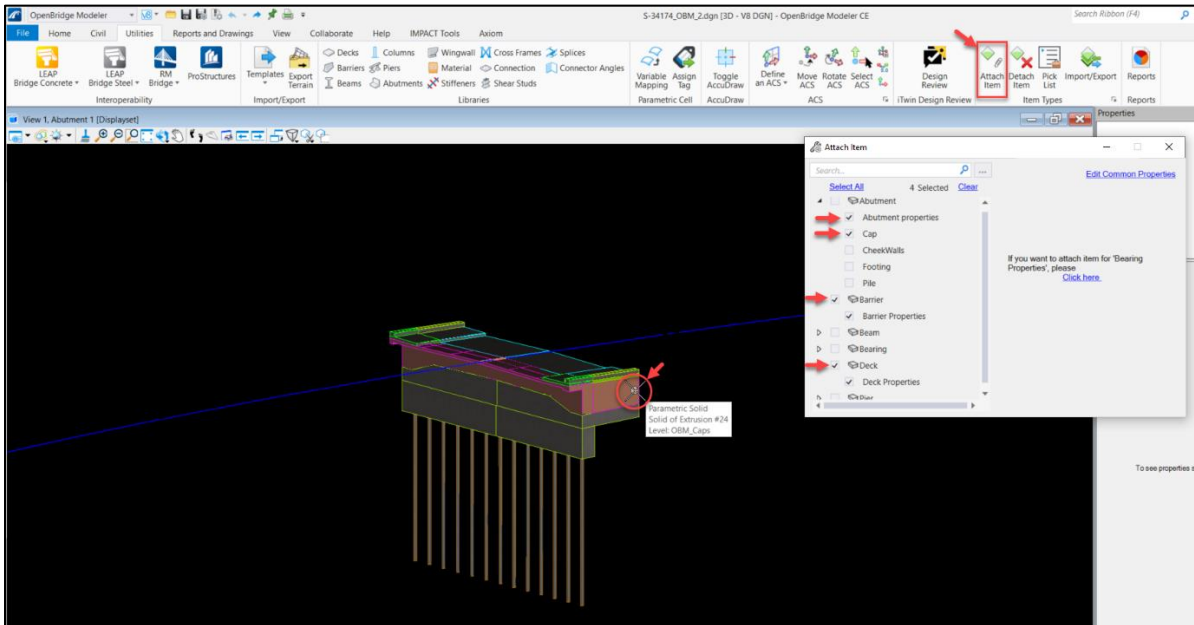 OpenBridge Modeler
S-34174_OBM_2.dgn [3D - V8 DGN] - OpenBridge Modeler CE
Search Ribbon (F4)
File Home Civil Utilities Reports and Drawings View Collaborate Help IMPACT Tools Axiom
LEAP Bridge Concrete
LEAP Bridge Steel
RM Bridge
ProStructures
Interoperability
Templates
Export Terrain
Import/Export
Decks Columns Wingwall Cross Frames Splices
Barriers Piers Material Connection Connector Angles
Beams Abutments Stiffeners Shear Studs
Libraries
Variable Mapping
Assign Tag
Parametric Cell
Toggle AccuDraw
AccuDraw
Define an ACS
Move ACS
Rotate ACS
Select ACS
ACS
Design Review
iTwin Design Review
Attach Item
Detach Item
Pick List
Import/Export
Item Types
Reports
Reports
View 1, Abutment 1 [Displayset]
Properties
Attach Item
Search...
...
Edit Common Properties
Select All 4 Selected Clear
Abutment
Abutment properties
Cap
CheekWalls
Footing
Pile
Barrier
Barrier Properties
Beam
Bearing
Deck
Deck Properties
Pier
If you want to attach item for 'Bearing
Properties', please
Click here
Parametric Solid
Solid of Extrusion #24
Level: OBM_Caps
To see properties